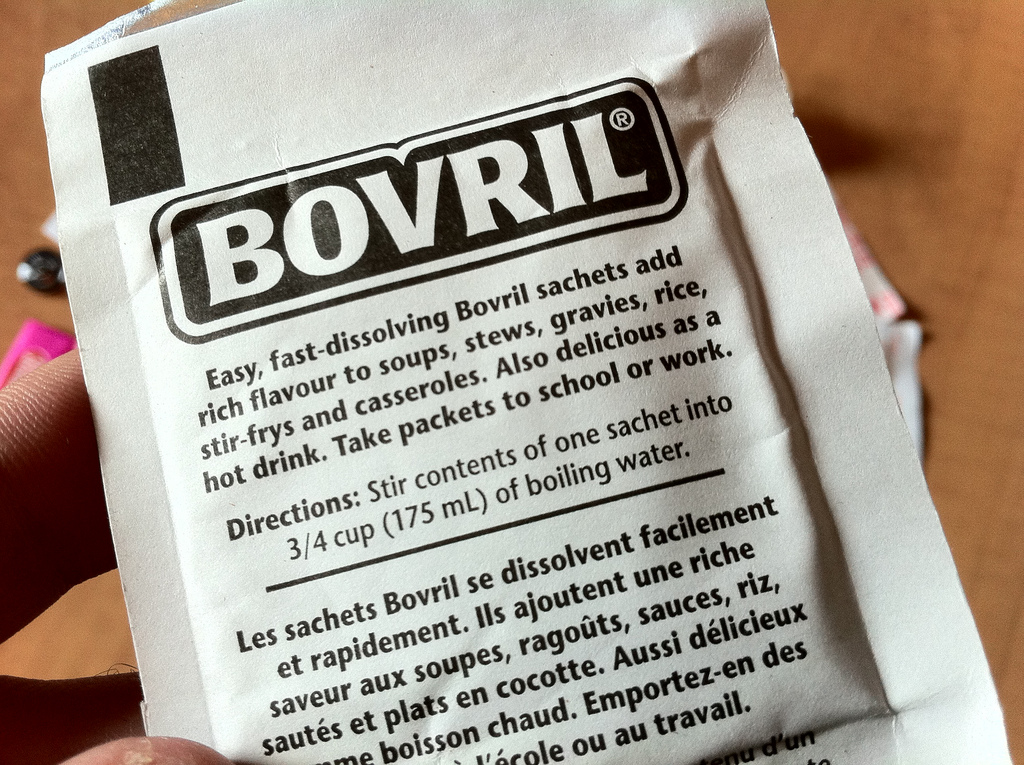 BOVRIL®
Easy, fast-dissolving Bovril sachets add
rich flavour to soups, stews, gravies, rice,
stir-frys and casseroles. Also delicious as a
hot drink. Take packets to school or work.
Directions: Stir contents of one sachet into
3/4 cup (175 mL) of boiling water.
Les sachets Bovril se dissolvent facilement
et rapidement. Ils ajoutent une riche
saveur aux soupes, ragoûts, sauces, riz,
sautés et plats en cocotte. Aussi délicieux
boisson chaud. Emportez-en des
l'école ou au travail.
d'un